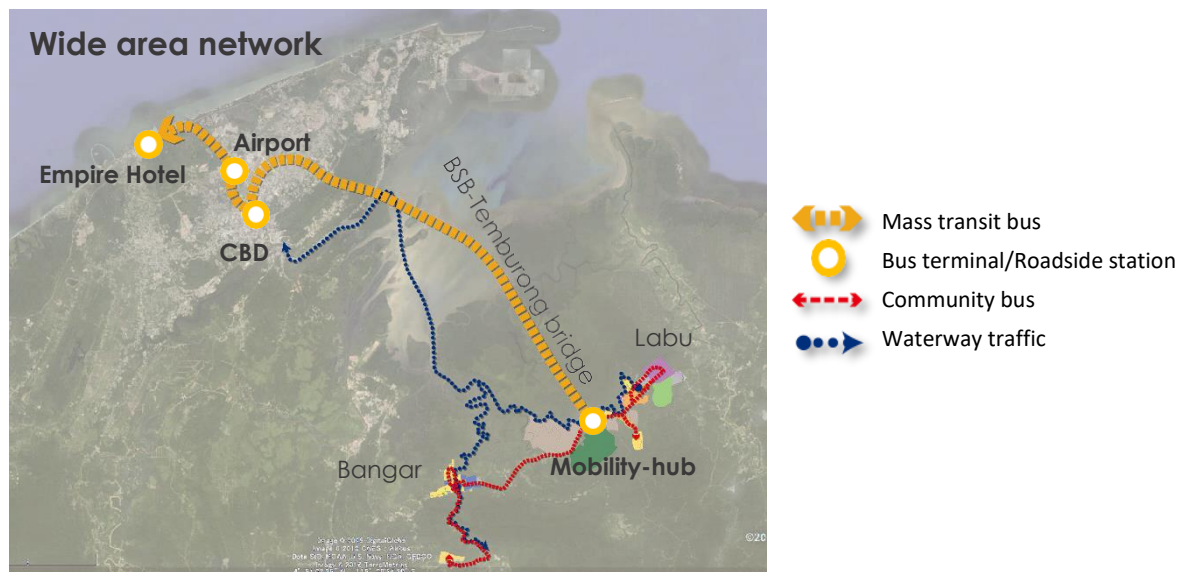 Wide area network
Airport
Empire Hotel
CBD
BSB-Temburong bridge
Labu
Mobility-hub
Bangar
Mass transit bus
Bus terminal/Roadside station
Community bus
Waterway traffic
©20